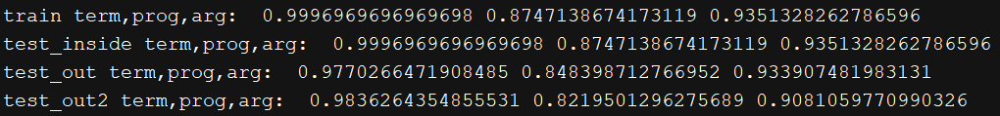 train term,prog,arg:  0.9996969696969698 0.8747138674173119 0.9351328262786596
test_inside term,prog,arg:  0.9996969696969698 0.8747138674173119 0.9351328262786596
test_out term,prog,arg:  0.9770266471908485 0.848398712766952 0.933907481983131
test_out2 term,prog,arg:  0.9836264354855531 0.8219501296275689 0.9081059770990326